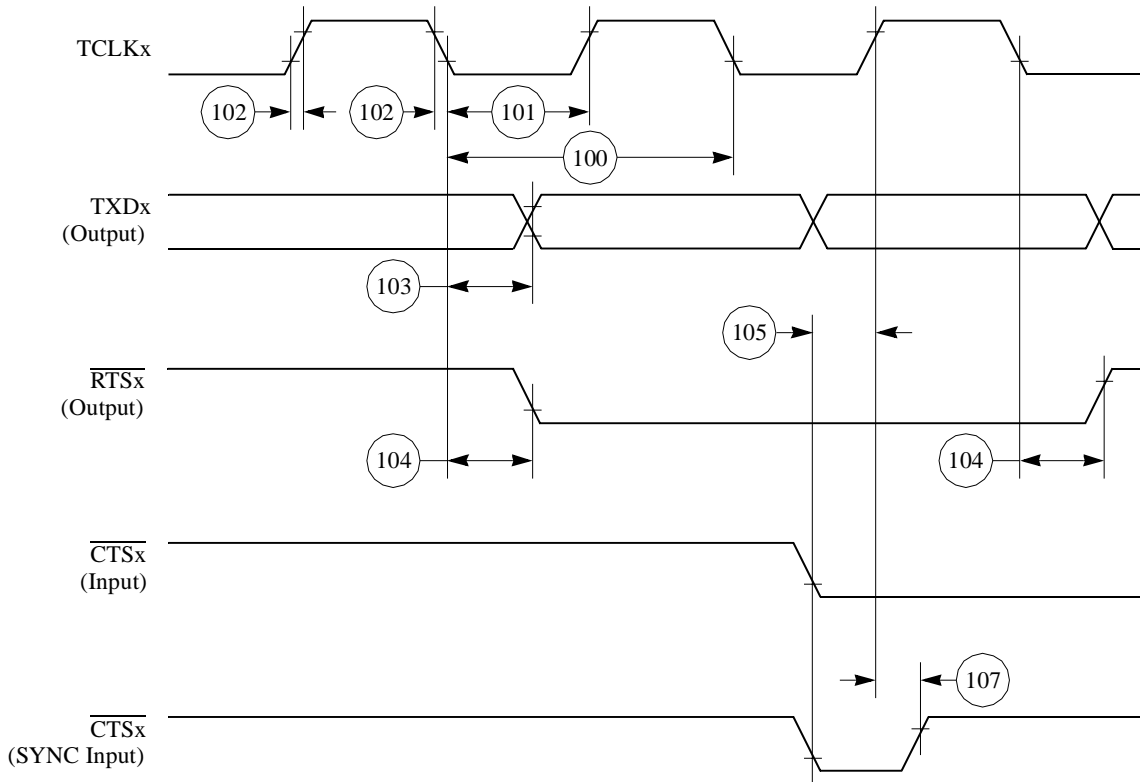 TCLKx
102
102
101
100
TXDx
(Output)
103
105
RTSx
(Output)
104
104
CTSx
(Input)
107
CTSx
(SYNC Input)